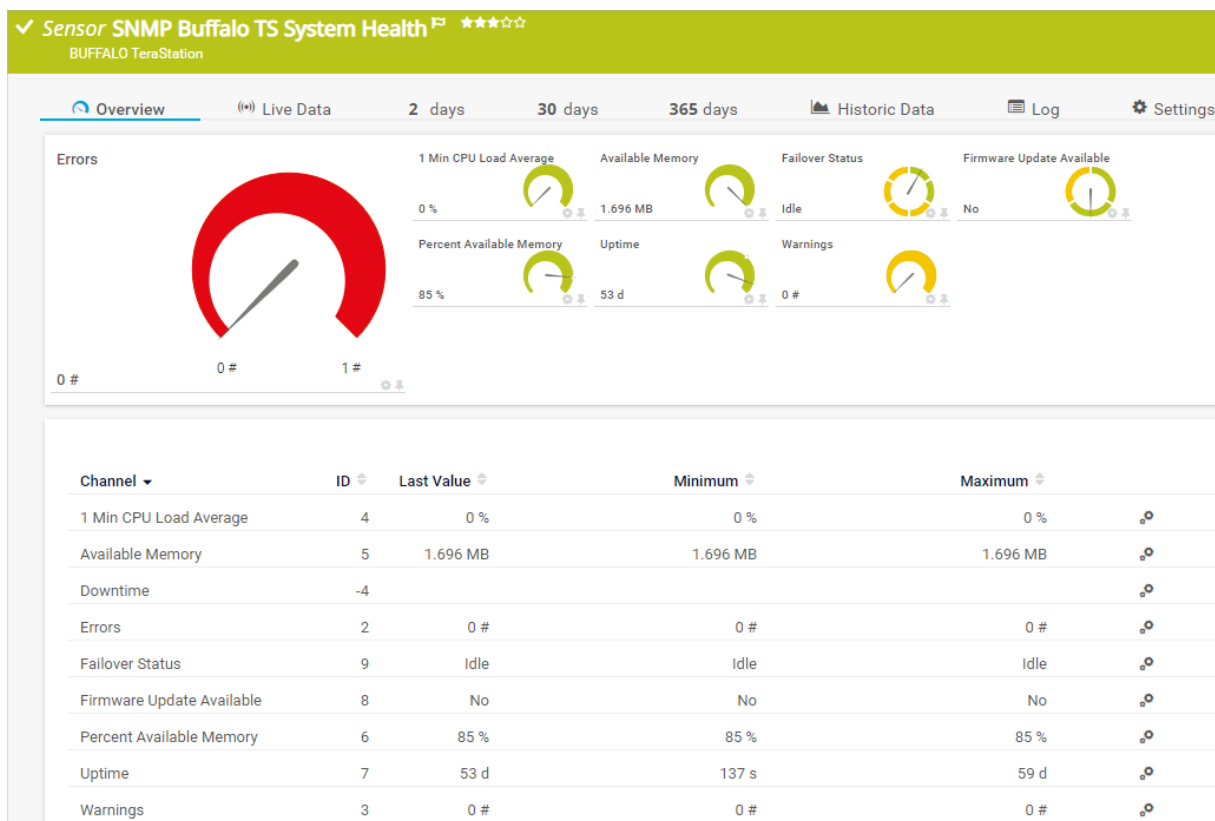 Sensor SNMP Buffalo TS System Health
BUFFALO TeraStation
Overview Live Data 2 days 30 days 365 days Historic Data Log Settings
Errors
0 #
0 # 1 #
1 Min CPU Load Average
0 %
Available Memory
1.696 MB
Failover Status
Idle
Firmware Update Available
No
Percent Available Memory
85 %
Uptime
53 d
Warnings
0 #
Channel ID Last Value Minimum Maximum
1 Min CPU Load Average 4 0 % 0 % 0 %
Available Memory 5 1.696 MB 1.696 MB 1.696 MB
Downtime -4
Errors 2 0 # 0 # 0 #
Failover Status 9 Idle Idle Idle
Firmware Update Available 8 No No No
Percent Available Memory 6 85 % 85 % 85 %
Uptime 7 53 d 137 s 59 d
Warnings 3 0 # 0 # 0 #